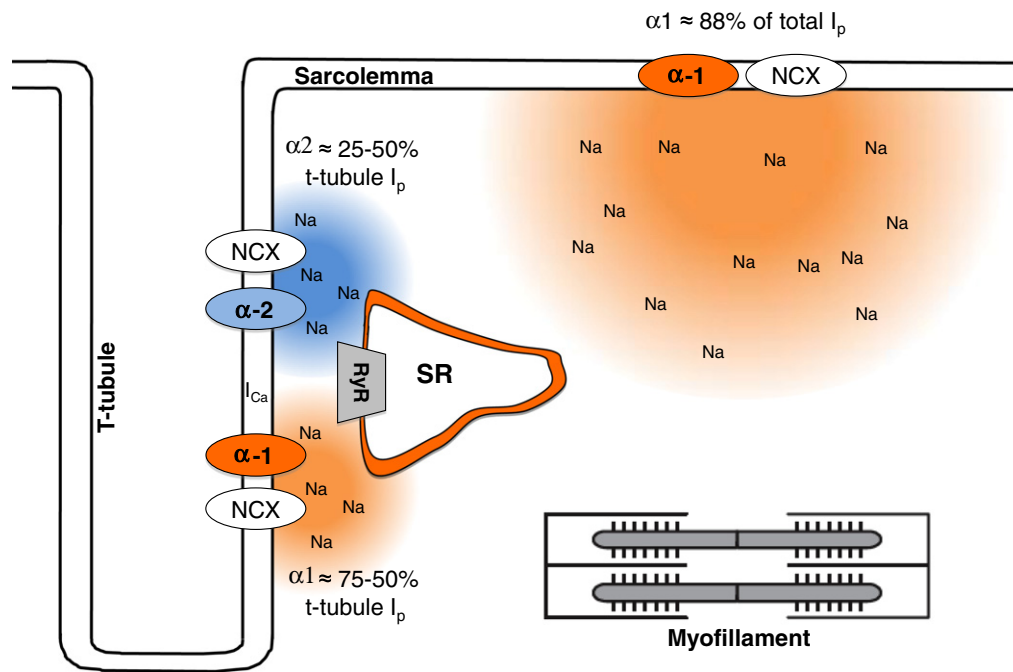 α1 ≈ 88% of total Ip
Sarcolemma
α-1
NCX
Na
Na
Na
Na
Na
Na
Na
Na
Na
Na
Na
Na
Na
Na
α2 ≈ 25-50%
t-tubule Ip
Na
NCX
Na
Na
α-2
Na
T-tubule
RyR
SR
ICa
Na
α-1
Na
NCX
Na
Na
α1 ≈ 75-50%
t-tubule Ip
Myofillament